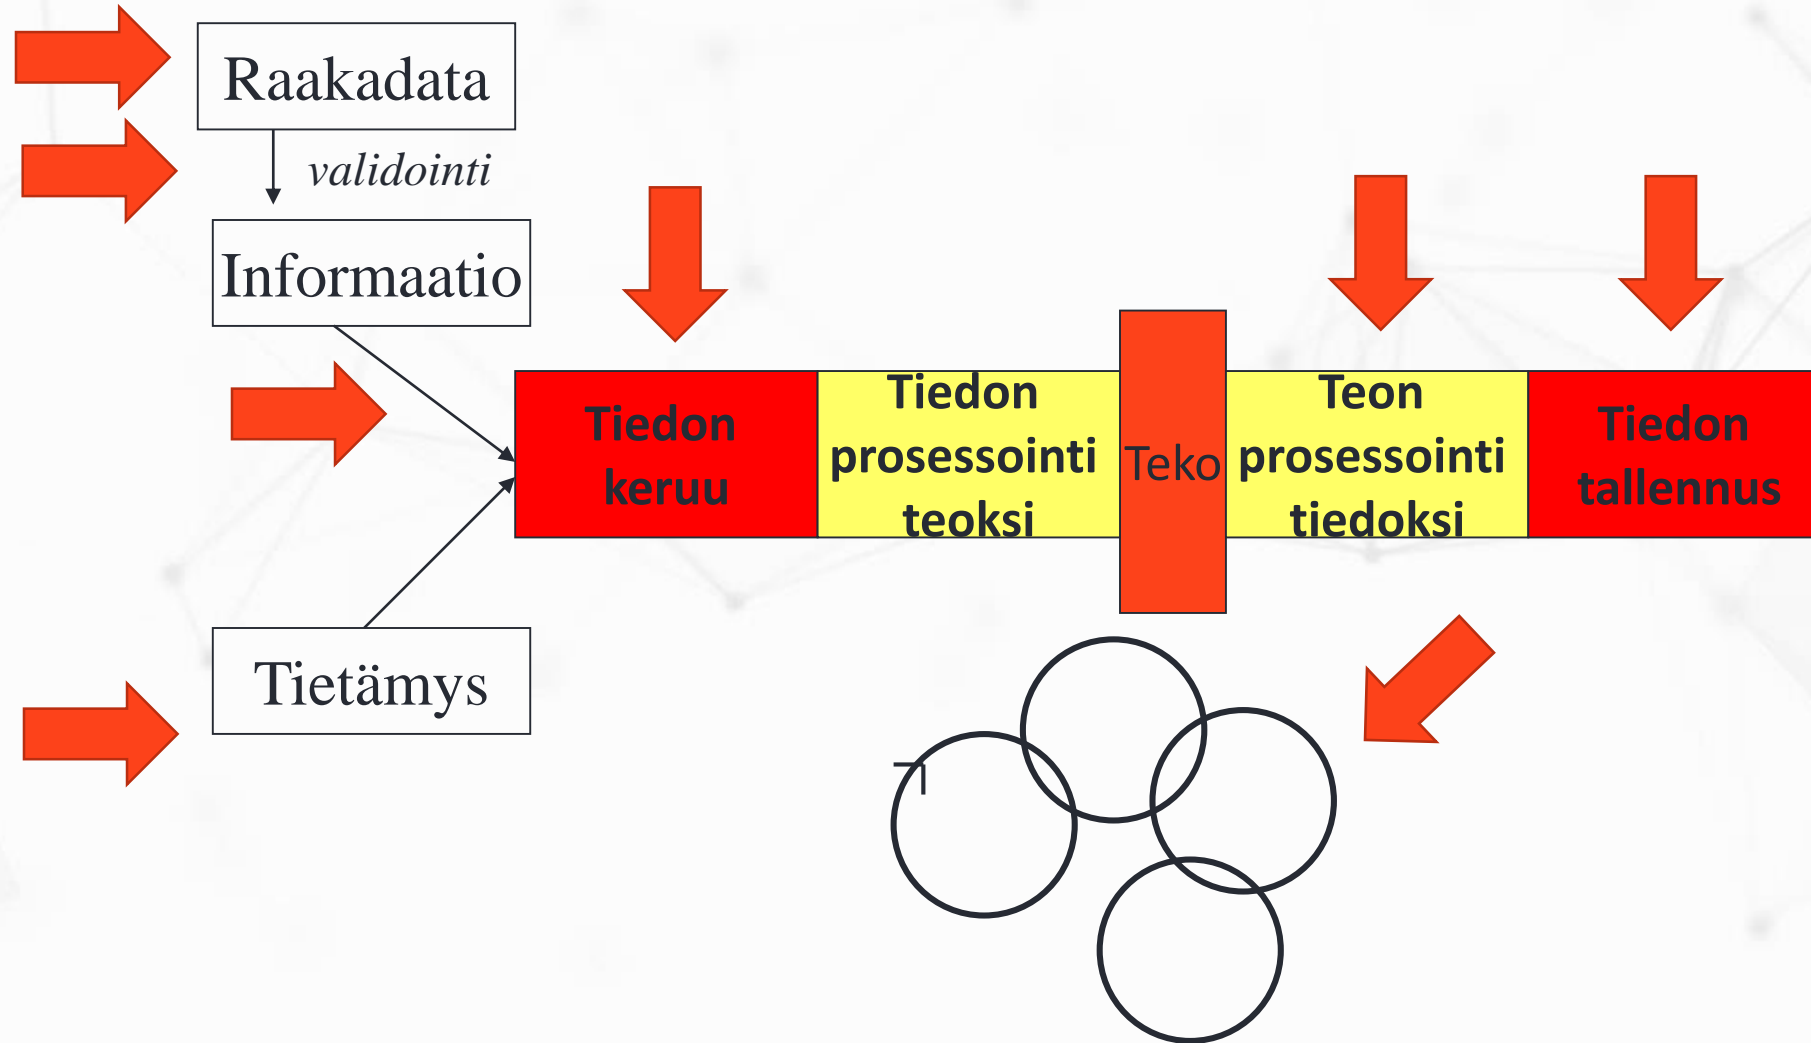 Raakadata
validointi
Informaatio
Tiedon
keruu
Tiedon
prosessointi
teoksi
Teko
Teon
prosessointi
tiedoksi
Tiedon
tallennus
Tietämys